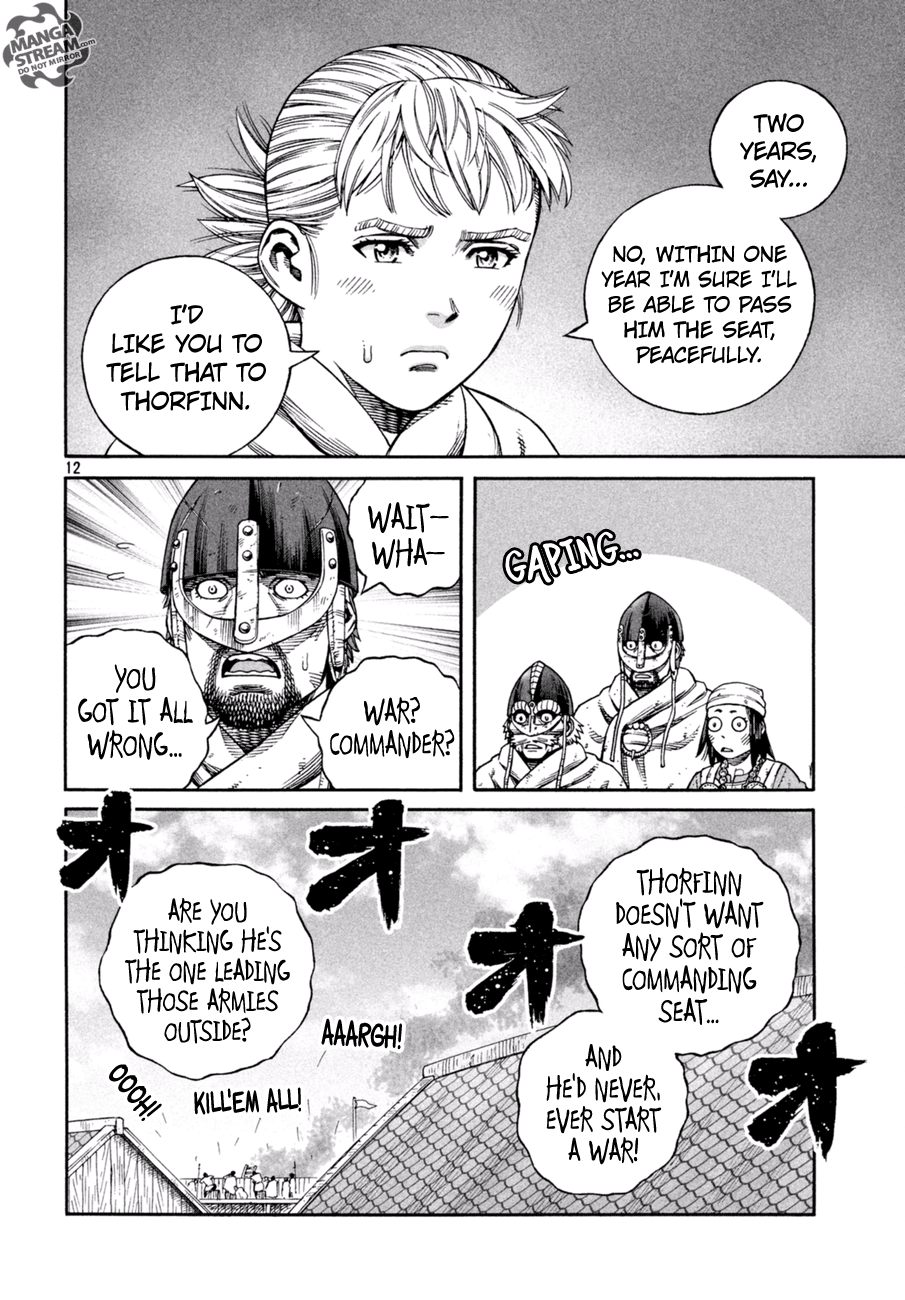 MANGA
STREAM.com
DO NOT MIRROR
TWO
YEARS,
SAY...
NO, WITHIN ONE
YEAR I'M SURE I'LL
BE ABLE TO PASS
HIM THE SEAT,
PEACEFULLY.
I'D
LIKE YOU TO
TELL THAT TO
THORFINN.
12
WAIT—
WHA—
YOU
GOT IT ALL
WRONG...
WAR?
COMMANDER?
GAPING...
オ
オ
オ
オ
ARE YOU
THINKING HE'S
THE ONE LEADING
THOSE ARMIES
OUTSIDE?
THORFINN
DOESN'T WANT
ANY SORT OF
COMMANDING
SEAT...
AND
HE'D NEVER,
EVER START
A WAR!
AAARGH!
OOOH!
KILL'EM ALL!